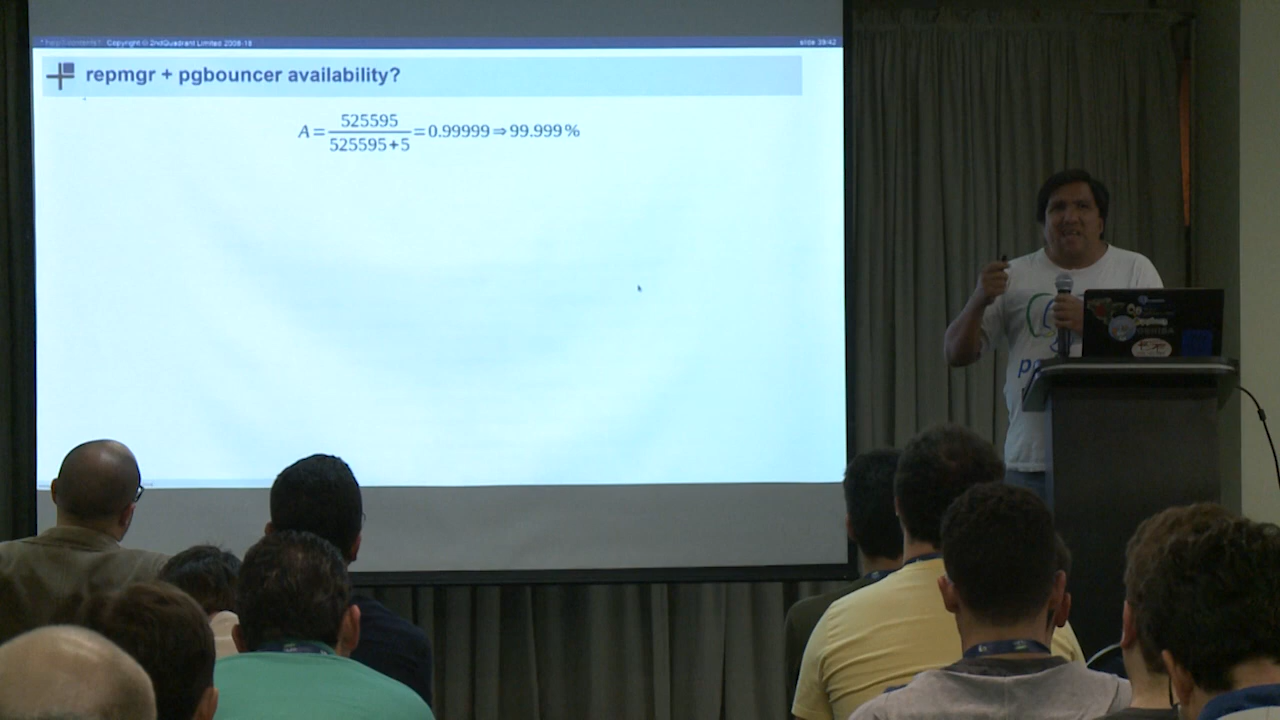 Copyright © 2ndQuadrant Limited 2008-18
slide 39/42
repmgr + pgbouncer availability?
A = 525595 / 525595+5 = 0.99999 ⇒ 99.999 %